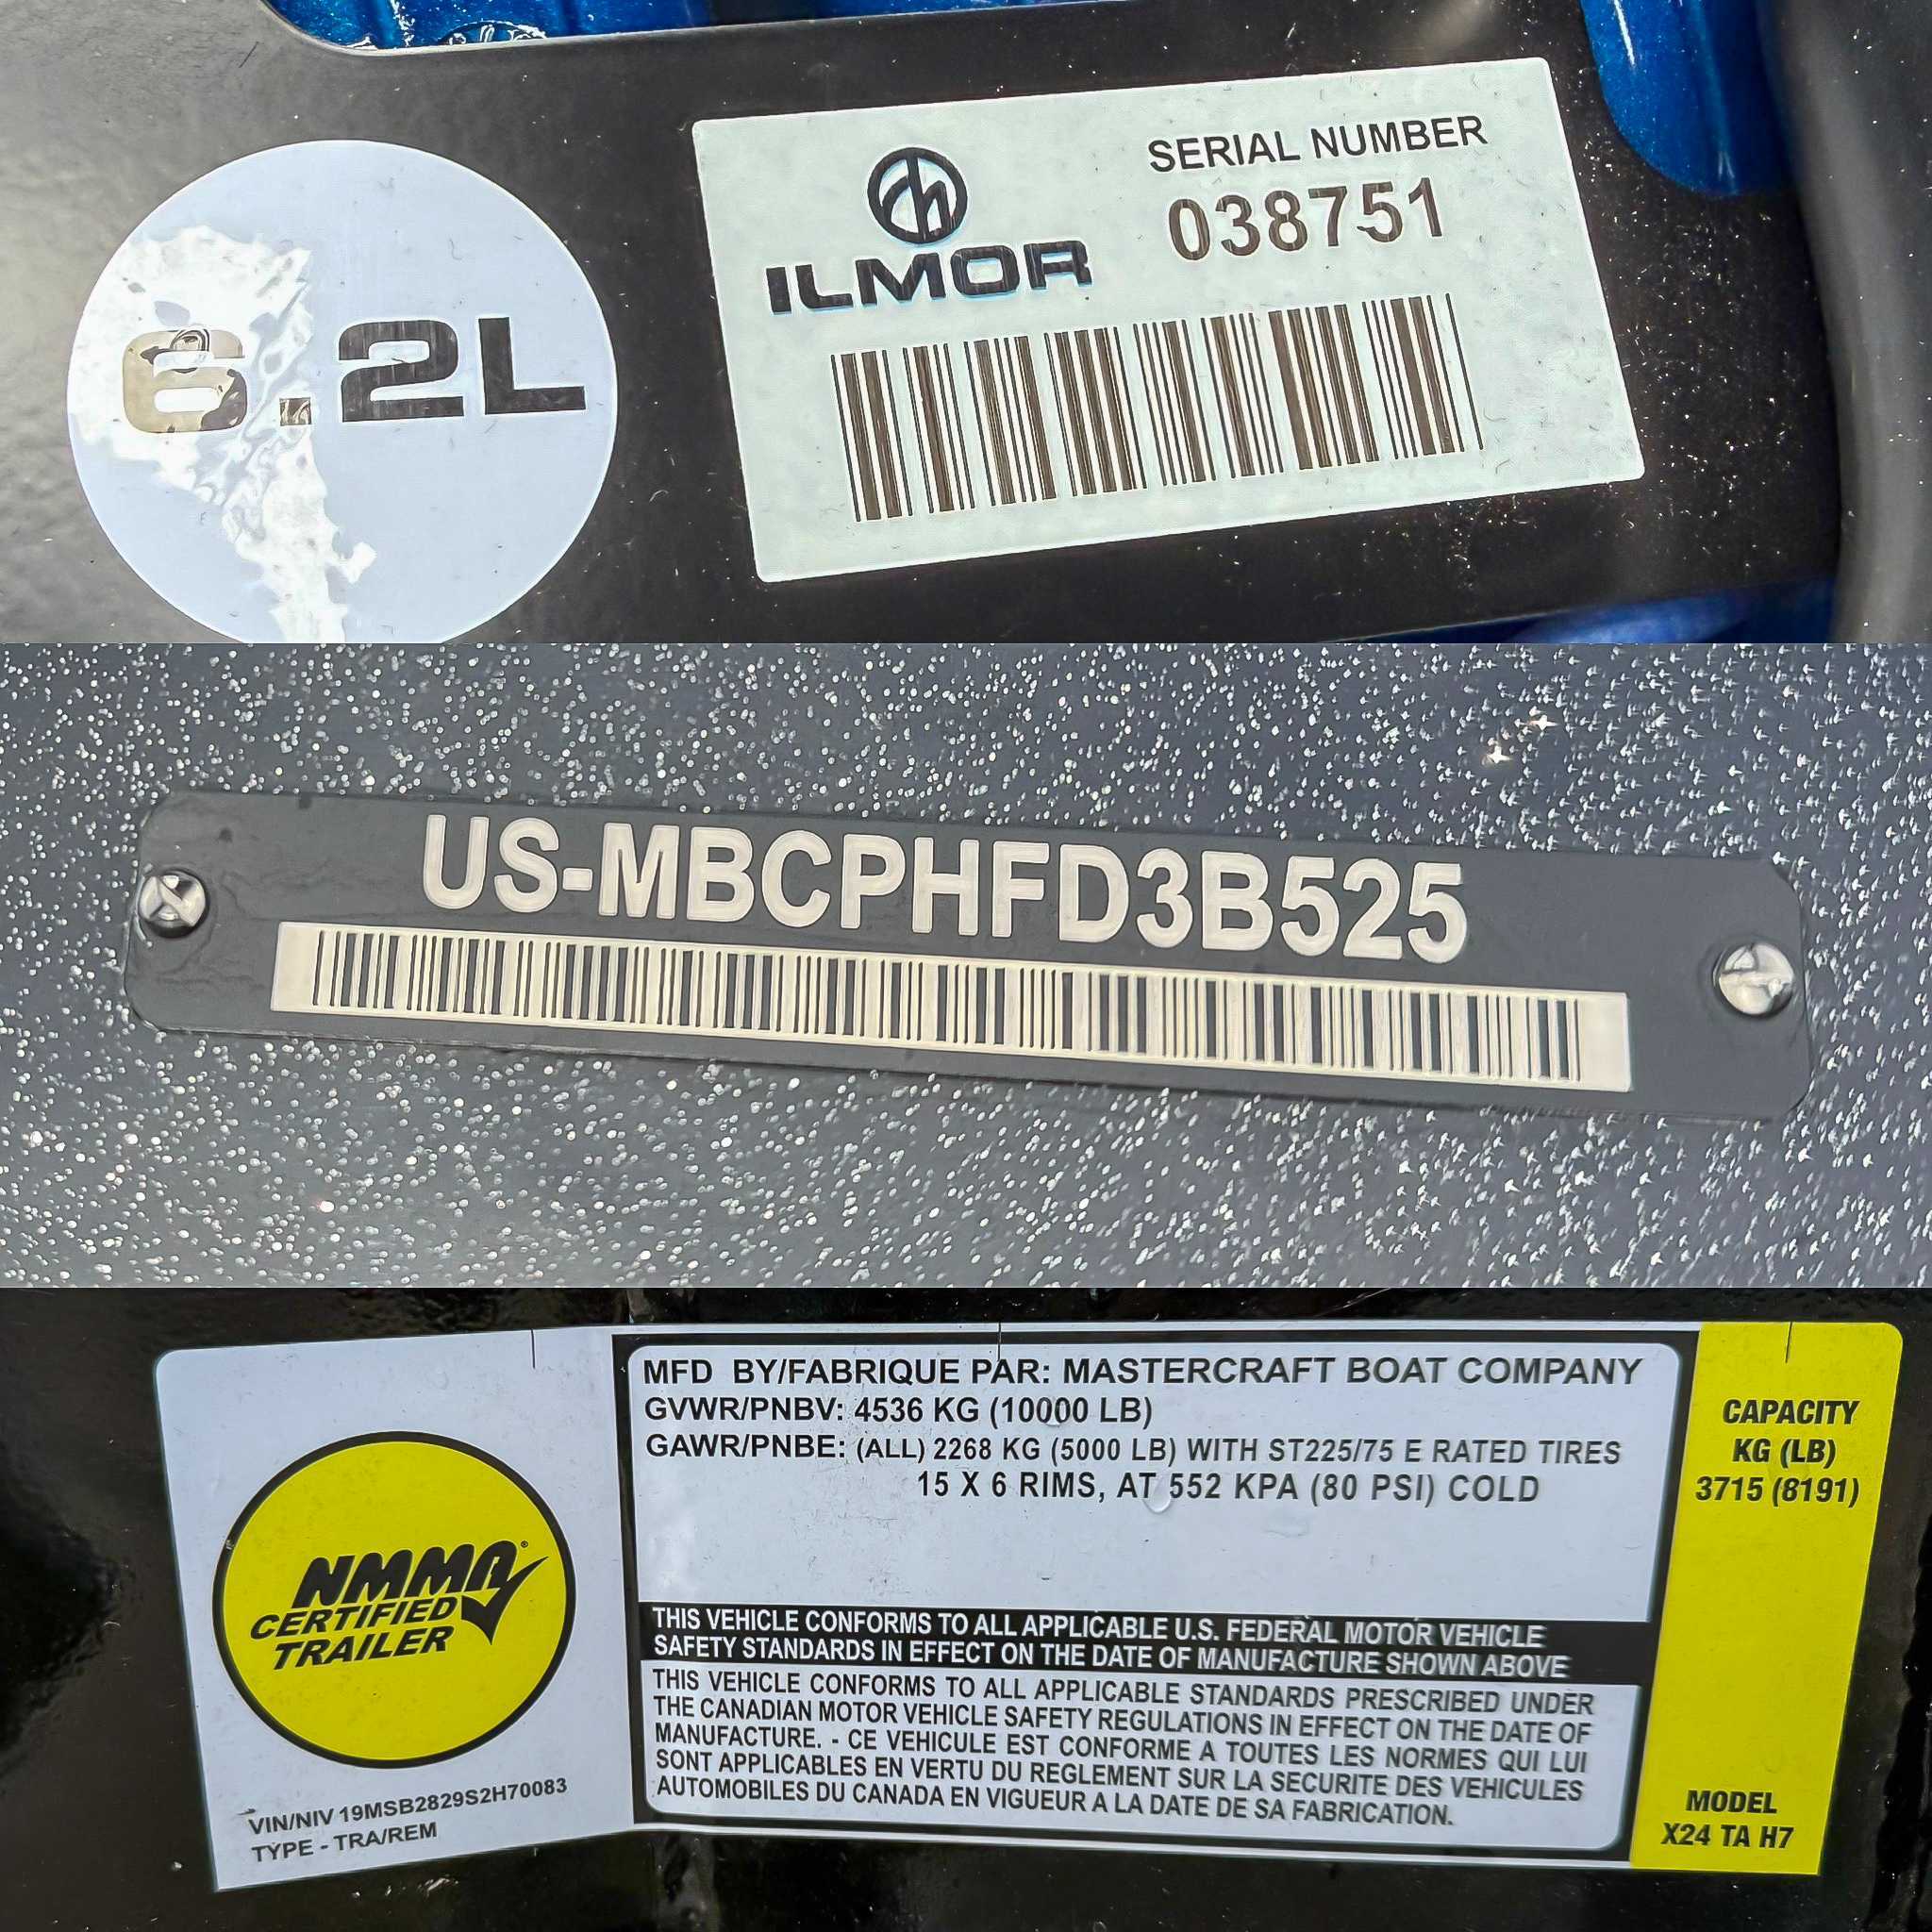 6.2L
ILMOR
SERIAL NUMBER
038751
US-MBCPHFD3B525
NMMA®
CERTIFIED
TRAILER
VIN/NIV 19MSB2829S2H70083
TYPE - TRA/REM
MFD BY/FABRIQUE PAR: MASTERCRAFT BOAT COMPANY
GVWR/PNBV: 4536 KG (10000 LB)
GAWR/PNBE: (ALL) 2268 KG (5000 LB) WITH ST225/75 E RATED TIRES
15 X 6 RIMS, AT 552 KPA (80 PSI) COLD
THIS VEHICLE CONFORMS TO ALL APPLICABLE U.S. FEDERAL MOTOR VEHICLE
SAFETY STANDARDS IN EFFECT ON THE DATE OF MANUFACTURE SHOWN ABOVE
THIS VEHICLE CONFORMS TO ALL APPLICABLE STANDARDS PRESCRIBED UNDER
THE CANADIAN MOTOR VEHICLE SAFETY REGULATIONS IN EFFECT ON THE DATE OF
MANUFACTURE. - CE VEHICULE EST CONFORME A TOUTES LES NORMES QUI LUI
SONT APPLICABLES EN VERTU DU REGLEMENT SUR LA SECURITE DES VEHICULES
AUTOMOBILES DU CANADA EN VIGUEUR A LA DATE DE SA FABRICATION.
CAPACITY
KG (LB)
3715 (8191)
MODEL
X24 TA H7